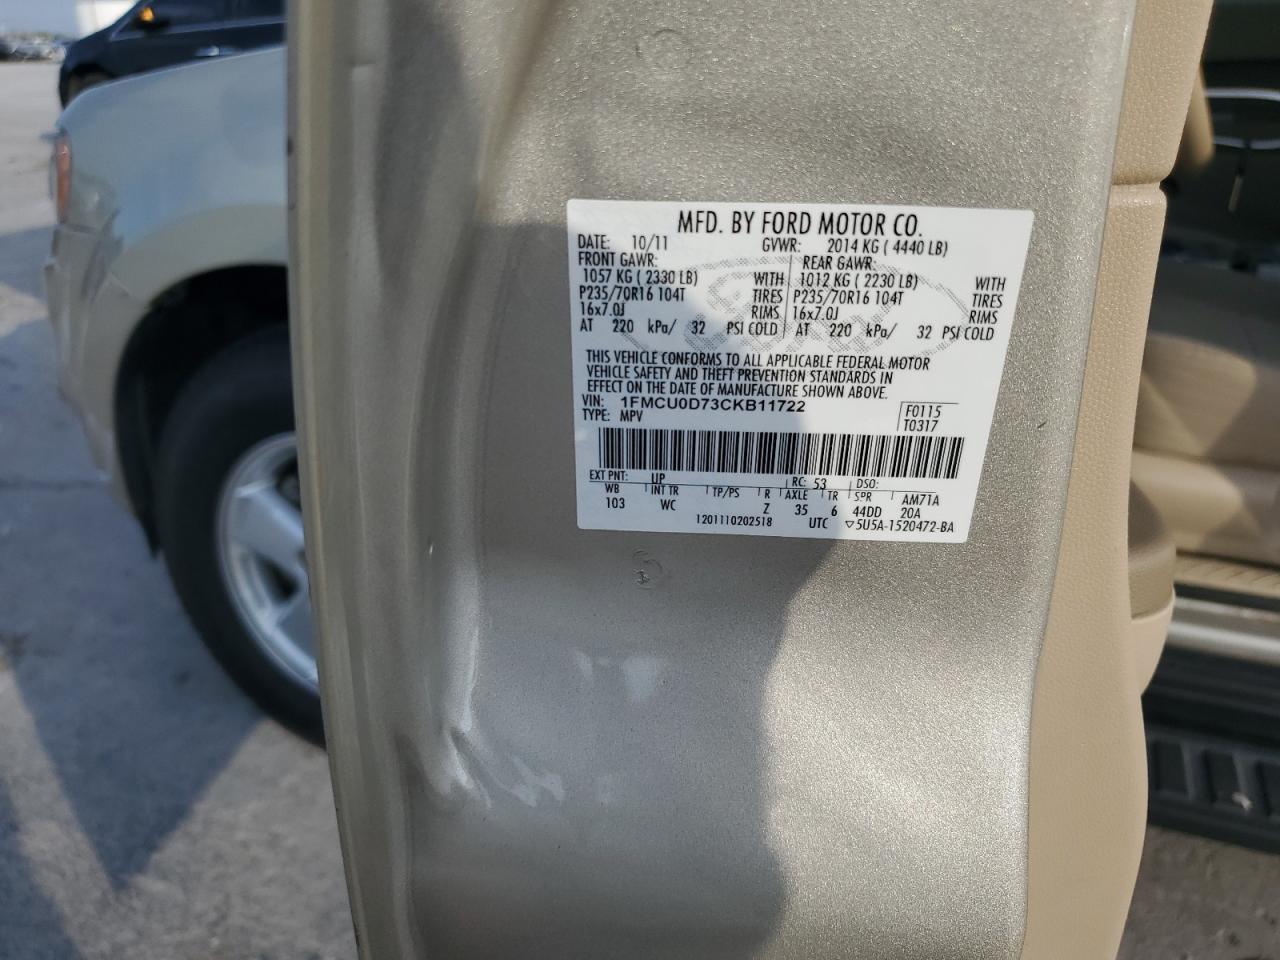 MFD. BY FORD MOTOR CO.
DATE: 10/11 GVWR: 2014 KG ( 4440 LB)
FRONT GAWR: REAR GAWR:
1057 KG ( 2330 LB) WITH 1012 KG ( 2230 LB) WITH
P235/70R16 104T TIRES P235/70R16 104T TIRES
16x7.0J RIMS 16x7.0J RIMS
AT 220 kPa/ 32 PSI COLD AT 220 kPa/ 32 PSI COLD
THIS VEHICLE CONFORMS TO ALL APPLICABLE FEDERAL MOTOR
VEHICLE SAFETY AND THEFT PREVENTION STANDARDS IN
EFFECT ON THE DATE OF MANUFACTURE SHOWN ABOVE.
VIN: 1FMCU0D73CKB11722 F0115
TYPE: MPV T0317
EXT PNT: UP RC: 53 DSO:
WB INT TR TP/PS R AXLE TR SPR AM71A
103 WC Z 35 6 44DD 20A
1201110202518 UTC ▽5U5A-1520472-BA